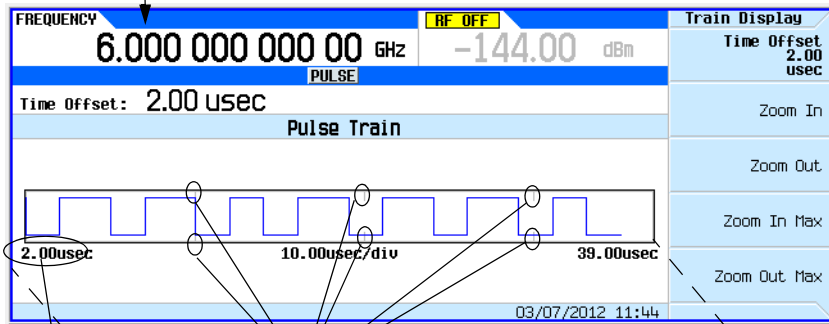 FREQUENCY
6.000 000 000 00 GHz
RF OFF
-144.00 dBm
PULSE
Time Offset: 2.00 usec
Pulse Train
2.00usec
10.00usec/div
39.00usec
03/07/2012 11:44
Train Display
Time Offset
2.00
usec
Zoom In
Zoom Out
Zoom In Max
Zoom Out Max